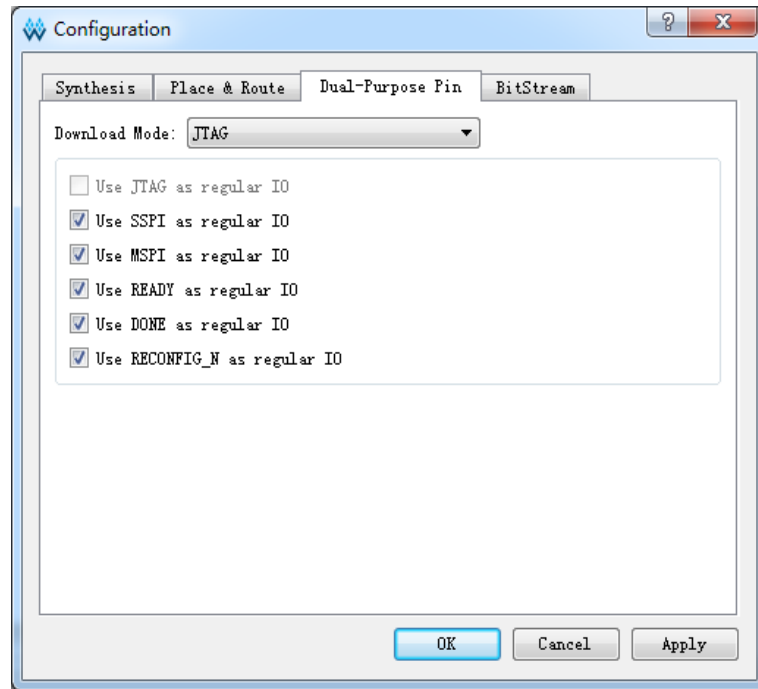 Configuration
Synthesis Place & Route Dual-Purpose Pin BitStream
Download Mode: JTAG
Use JTAG as regular IO
Use SSPI as regular IO
Use MSPI as regular IO
Use READY as regular IO
Use DONE as regular IO
Use RECONFIG_N as regular IO
OK Cancel Apply